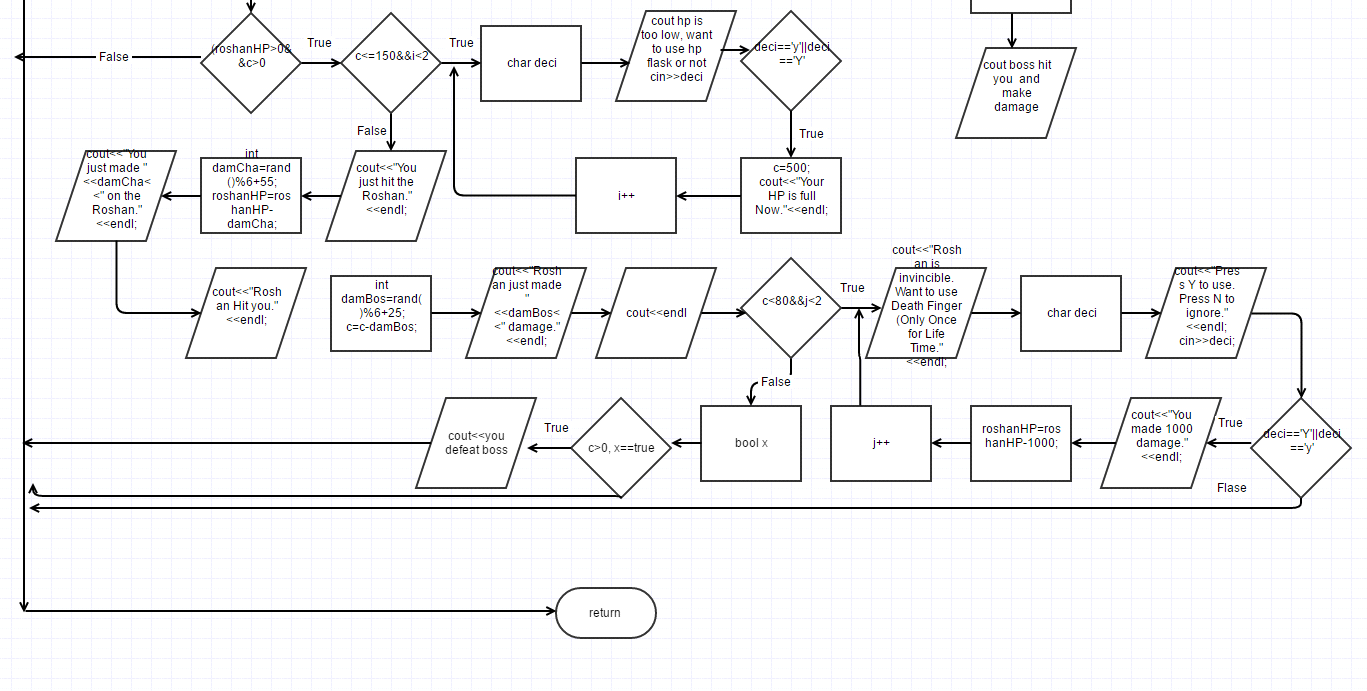 False
(roshanHP>0&
&c>0
True
c<=150&&i<2
True
char deci
cout hp is
too low, want
to use hp
flask or not
cin>>deci
deci=='y'||deci
=='Y'
cout boss hit
you and
make
damage
False
True
cout<<"You
just made "
<<damCha<
<" on the
Roshan."
<<endl;
int
damCha=rand
()%6+55;
roshanHP=ros
hanHP-
damCha;
cout<<"You
just hit the
Roshan."
<<endl;
i++
c=500;
cout<<"Your
HP is full
Now."<<endl;
cout<<"Rosh
an Hit you."
<<endl;
int
damBos=rand(
)%6+25;
c=c-damBos;
cout<<"Rosh
an just made
"
<<damBos<
<" damage."
<<endl;
cout<<endl
c<80&&j<2
True
cout<<"Rosh
an is
invincible.
Want to use
Death Finger
(Only Once
for Life
Time."
<<endl;
char deci
cout<<"Pres
s Y to use.
Press N to
ignore."
<<endl;
cin>>deci;
False
cout<<you
defeat boss
True
c>0, x==true
bool x
j++
roshanHP=ros
hanHP-1000;
cout<<"You
made 1000
damage."
<<endl;
True
deci=='Y'||deci
=='y'
Flase
return